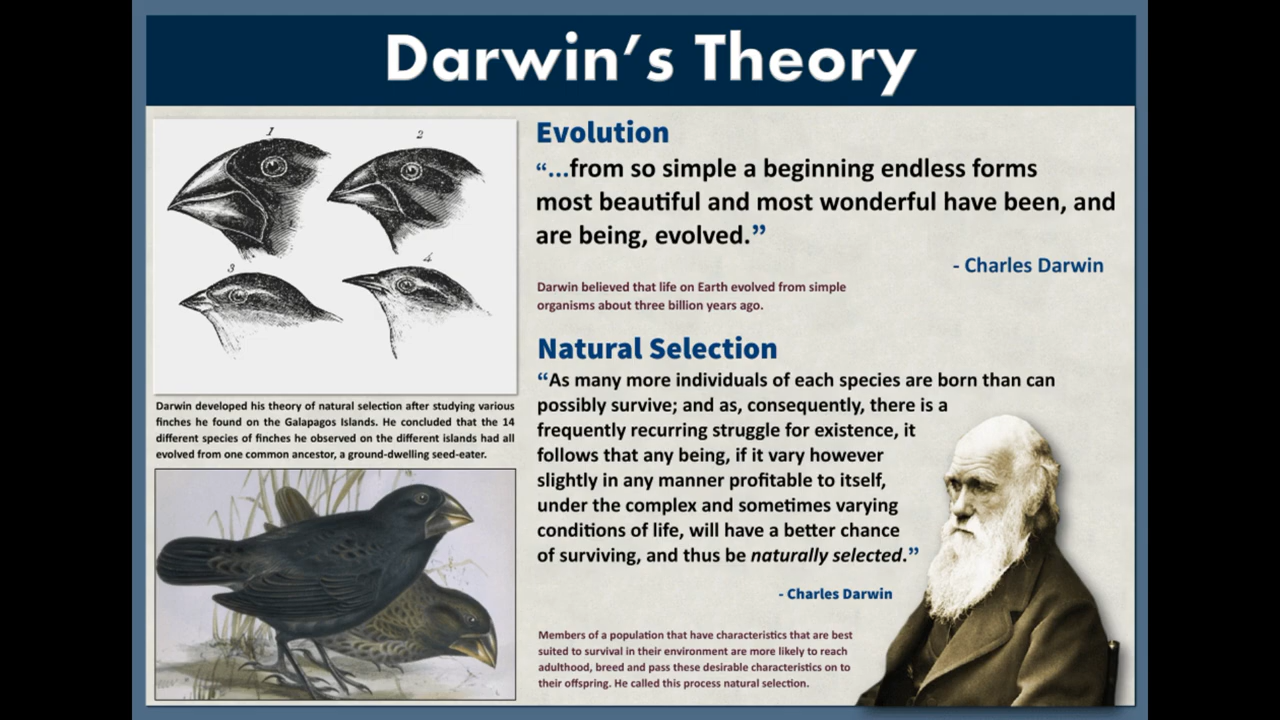 Darwin's Theory
1
2
3
4
Darwin developed his theory of natural selection after studying various
finches he found on the Galapagos Islands. He concluded that the 14
different species of finches he observed on the different islands had all
evolved from one common ancestor, a ground-dwelling seed-eater.
Evolution
“...from so simple a beginning endless forms
most beautiful and most wonderful have been, and
are being, evolved.”
- Charles Darwin
Darwin believed that life on Earth evolved from simple
organisms about three billion years ago.
Natural Selection
“As many more individuals of each species are born than can
possibly survive; and as, consequently, there is a
frequently recurring struggle for existence, it
follows that any being, if it vary however
slightly in any manner profitable to itself,
under the complex and sometimes varying
conditions of life, will have a better chance
of surviving, and thus be naturally selected.”
- Charles Darwin
Members of a population that have characteristics that are best
suited to survival in their environment are more likely to reach
adulthood, breed and pass these desirable characteristics on to
their offspring. He called this process natural selection.